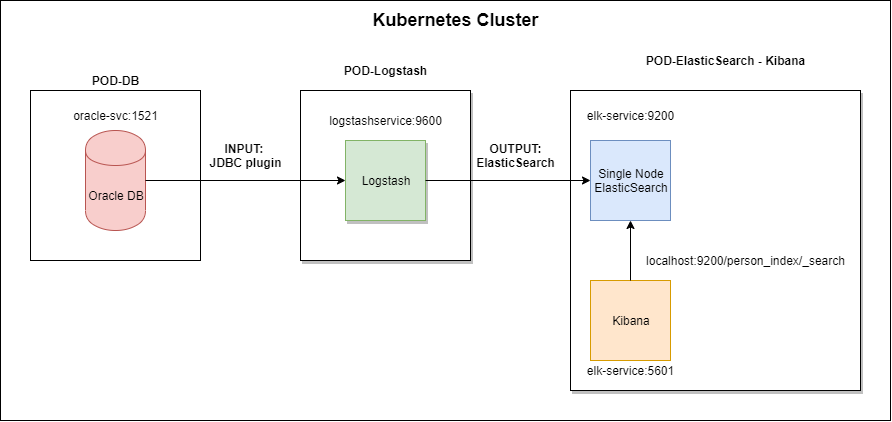 Kubernetes Cluster
POD-DB
oracle-svc:1521
Oracle DB
INPUT:
JDBC plugin
POD-Logstash
logstashservice:9600
Logstash
OUTPUT:
ElasticSearch
POD-ElasticSearch - Kibana
elk-service:9200
Single Node
ElasticSearch
localhost:9200/person_index/_search
Kibana
elk-service:5601